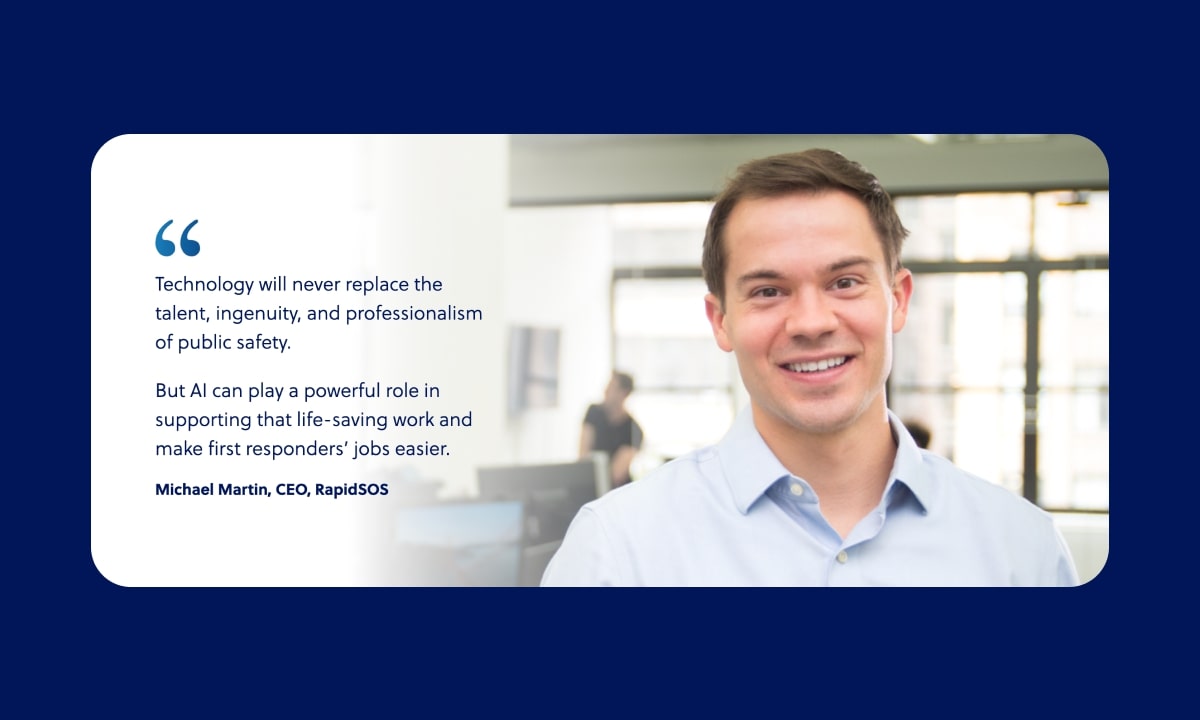 “
Technology will never replace the
talent, ingenuity, and professionalism
of public safety.
But AI can play a powerful role in
supporting that life-saving work and
make first responders’ jobs easier.
Michael Martin, CEO, RapidSOS